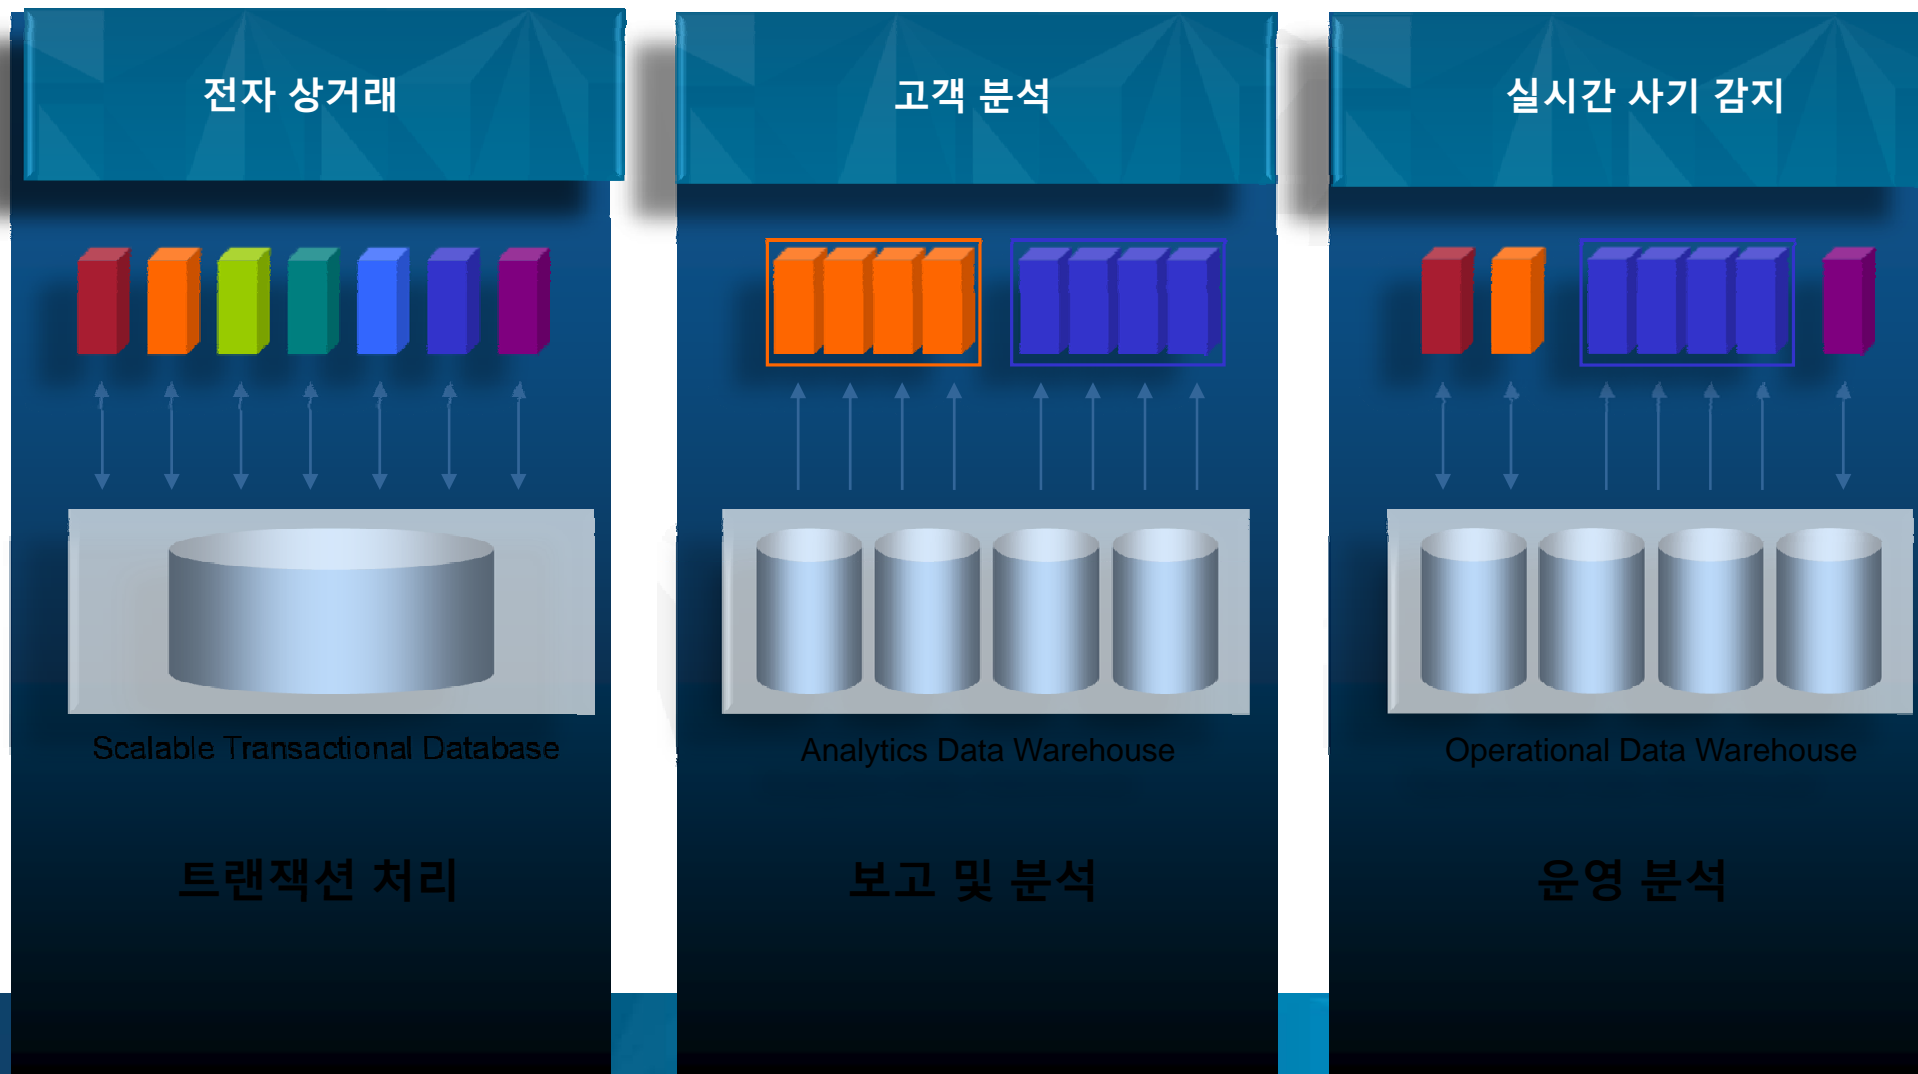 전자 상거래
Scalable Transactional Database
트랜잭션 처리
고객 분석
Analytics Data Warehouse
보고 및 분석
실시간 사기 감지
Operational Data Warehouse
운영 분석